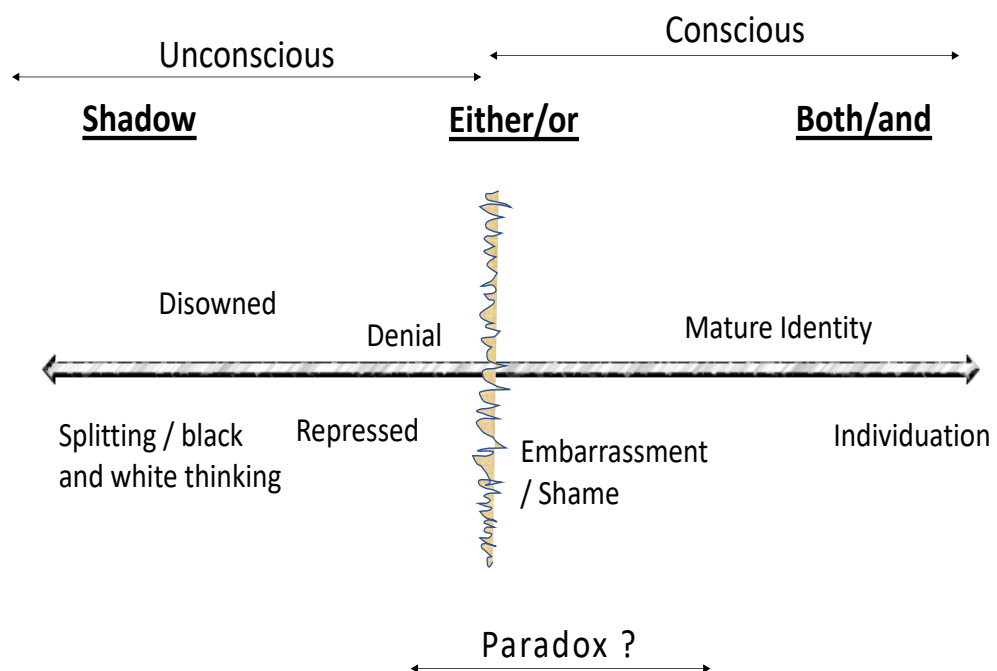 Conscious
Unconscious
Shadow
Either/or
Both/and
Disowned
Denial
Mature Identity
Splitting / black
and white thinking
Repressed
Embarrassment
/ Shame
Individuation
Paradox ?